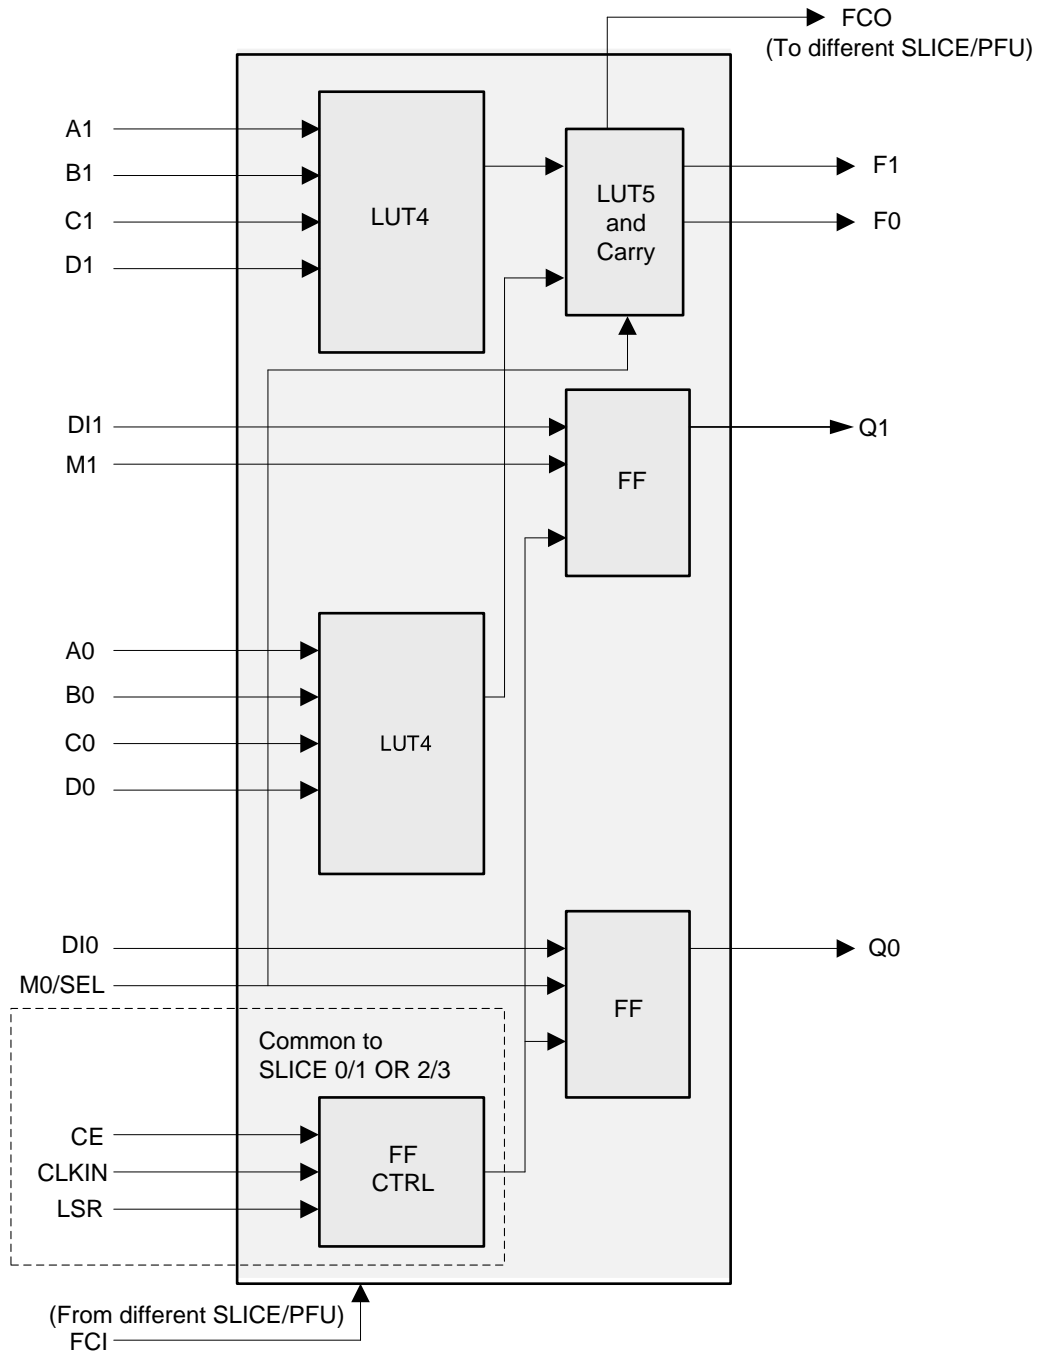 FCO
(To different SLICE/PFU)
A1
B1
C1
D1
LUT4
LUT5
and
Carry
F1
F0
DI1
M1
FF
Q1
A0
B0
C0
D0
LUT4
DI0
M0/SEL
FF
Q0
Common to
SLICE 0/1 OR 2/3
CE
CLKIN
LSR
FF
CTRL
(From different SLICE/PFU)
FCI